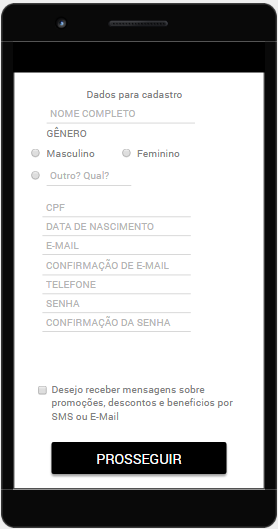 Dados para cadastro
NOME COMPLETO
GÊNERO
Masculino Feminino
Outro? Qual?
CPF
DATA DE NASCIMENTO
E-MAIL
CONFIRMAÇÃO DE E-MAIL
TELEFONE
SENHA
CONFIRMAÇÃO DA SENHA
Desejo receber mensagens sobre
promoções, descontos e beneficios por
SMS ou E-Mail
PROSSEGUIR